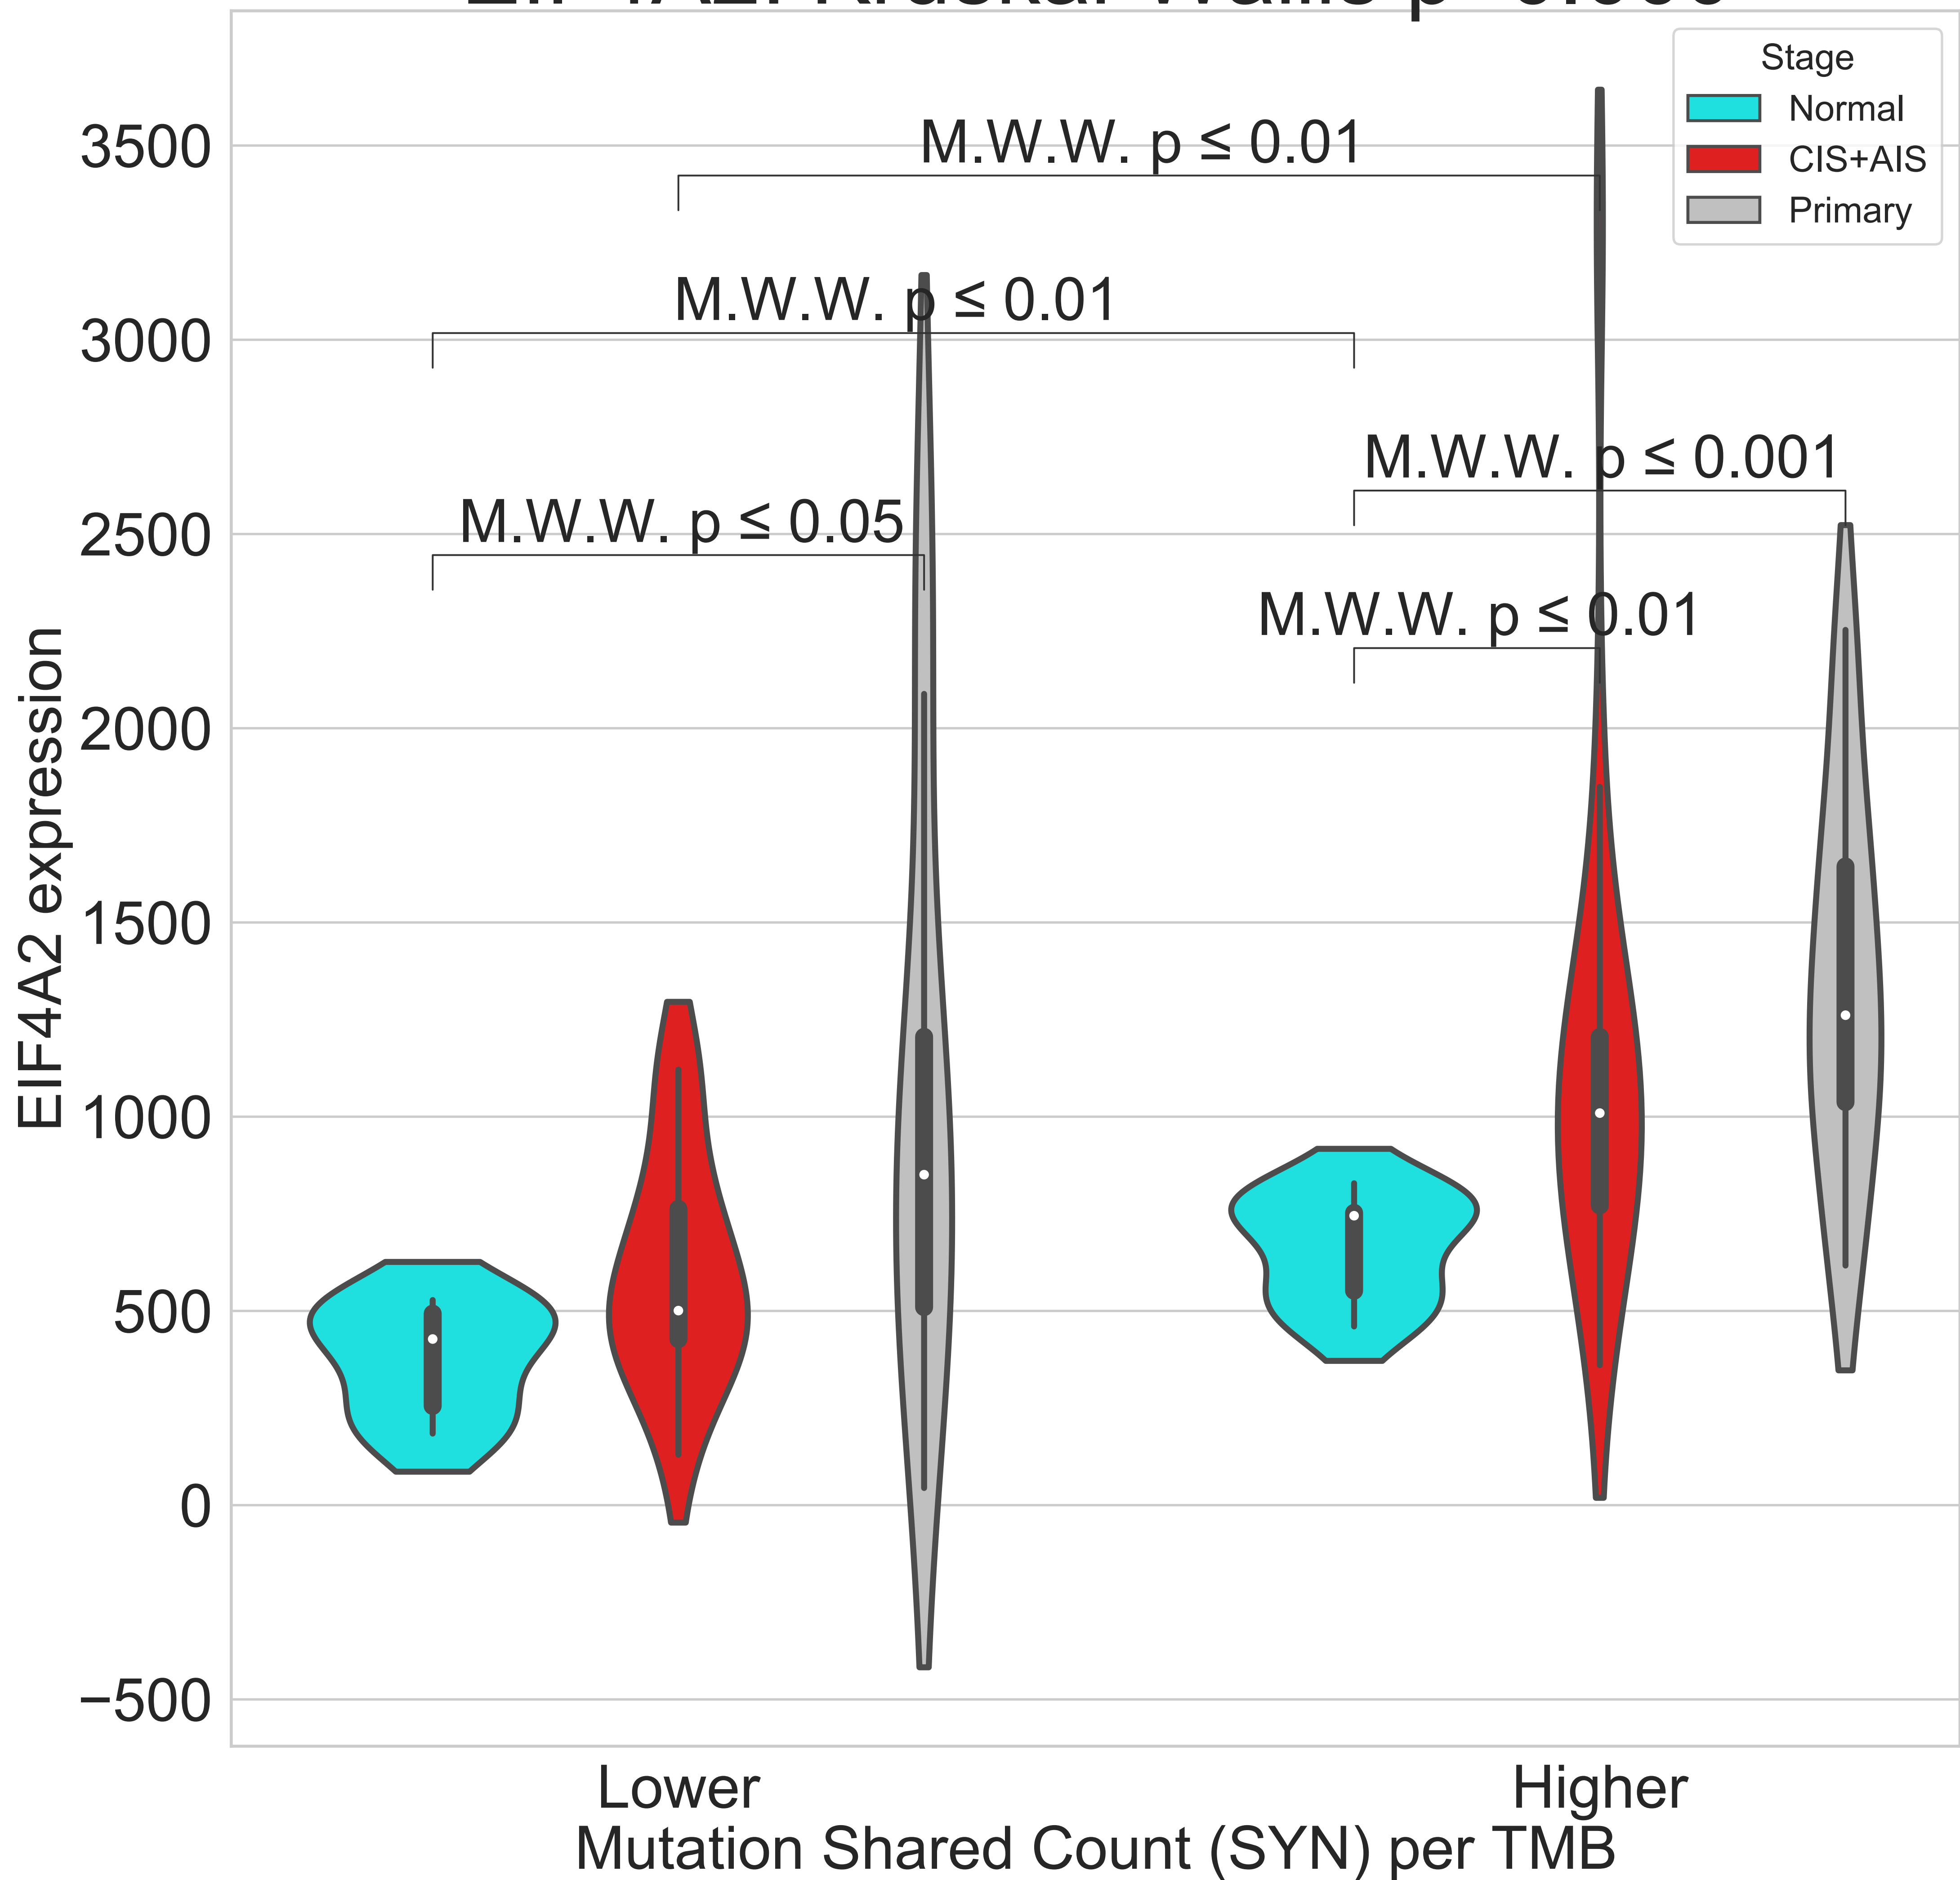 Stage
Normal
CIS+AIS
Primary
M.W.W. p ≤ 0.01
M.W.W. p ≤ 0.01
M.W.W. p ≤ 0.001
M.W.W. p ≤ 0.05
M.W.W. p ≤ 0.01
EIF4A2 expression
3500
3000
2500
2000
1500
1000
500
0
−500
Lower
Higher
Mutation Shared Count (SYN) per TMB